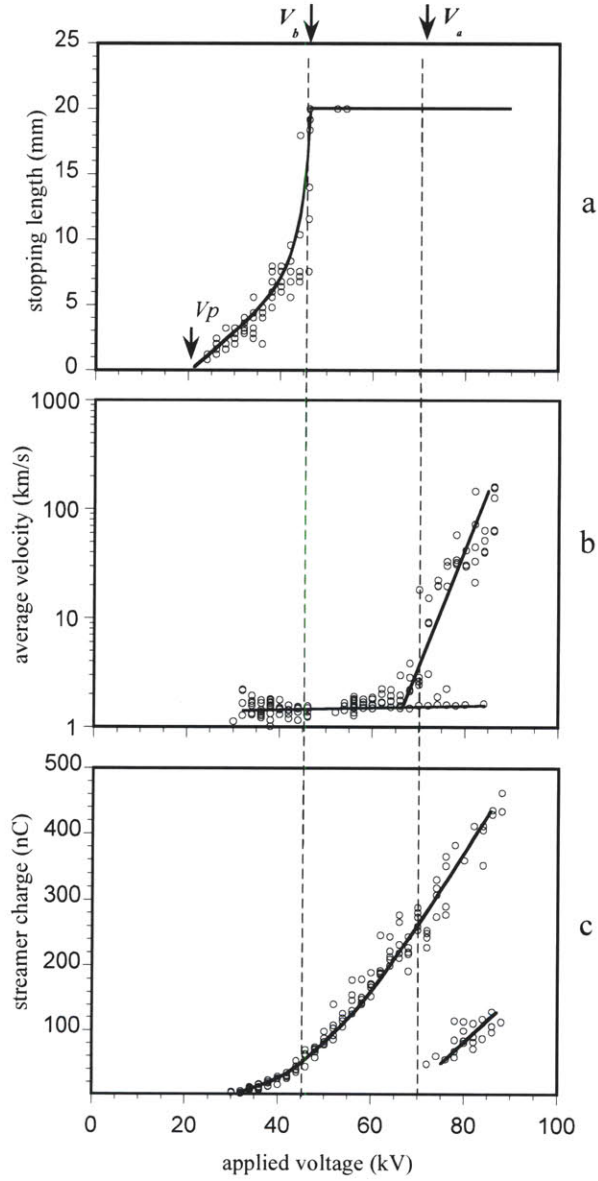 V_b V_a
25
20
15
10
5
0
stopping length (mm)
Vp
a
1000
100
10
1
average velocity (km/s)
b
500
400
300
200
100
streamer charge (nC)
c
0 20 40 60 80 100
applied voltage (kV)